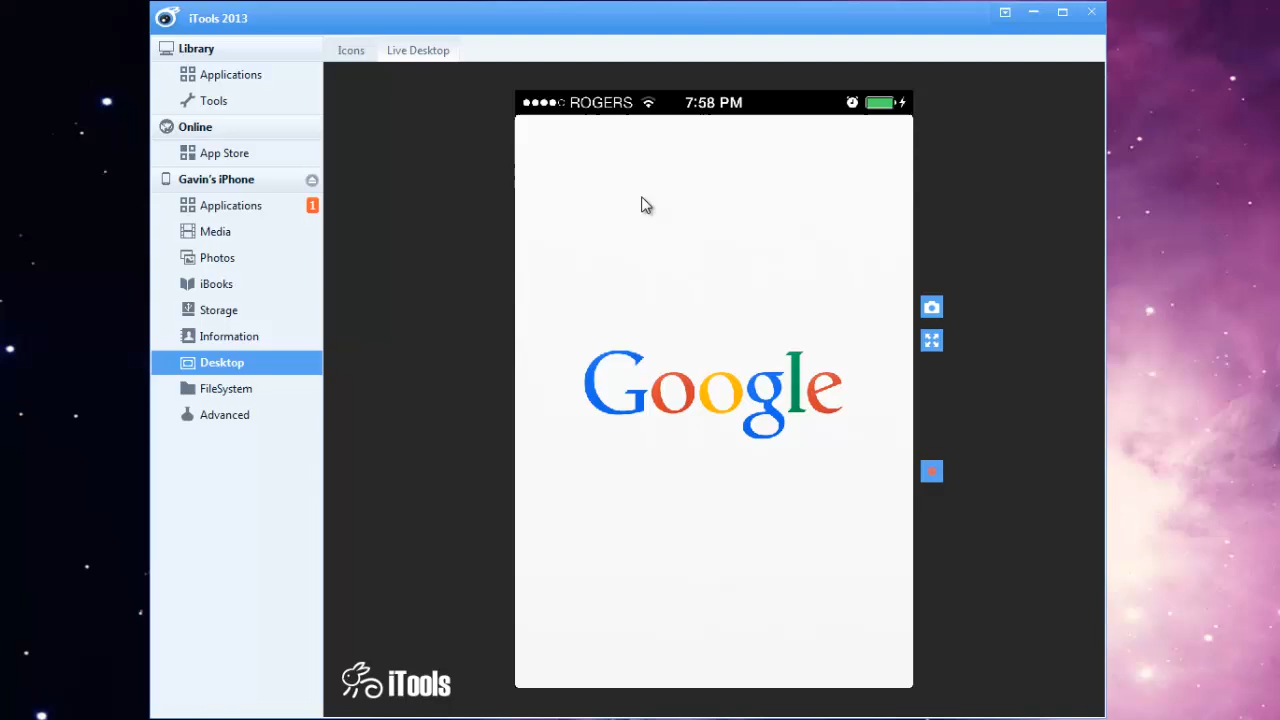 iTools 2013
Library
Applications
Tools
Online
App Store
Gavin's iPhone
Applications 1
Media
Photos
iBooks
Storage
Information
Desktop
FileSystem
Advanced
Icons Live Desktop
ROGERS 7:58 PM
Google
iTools